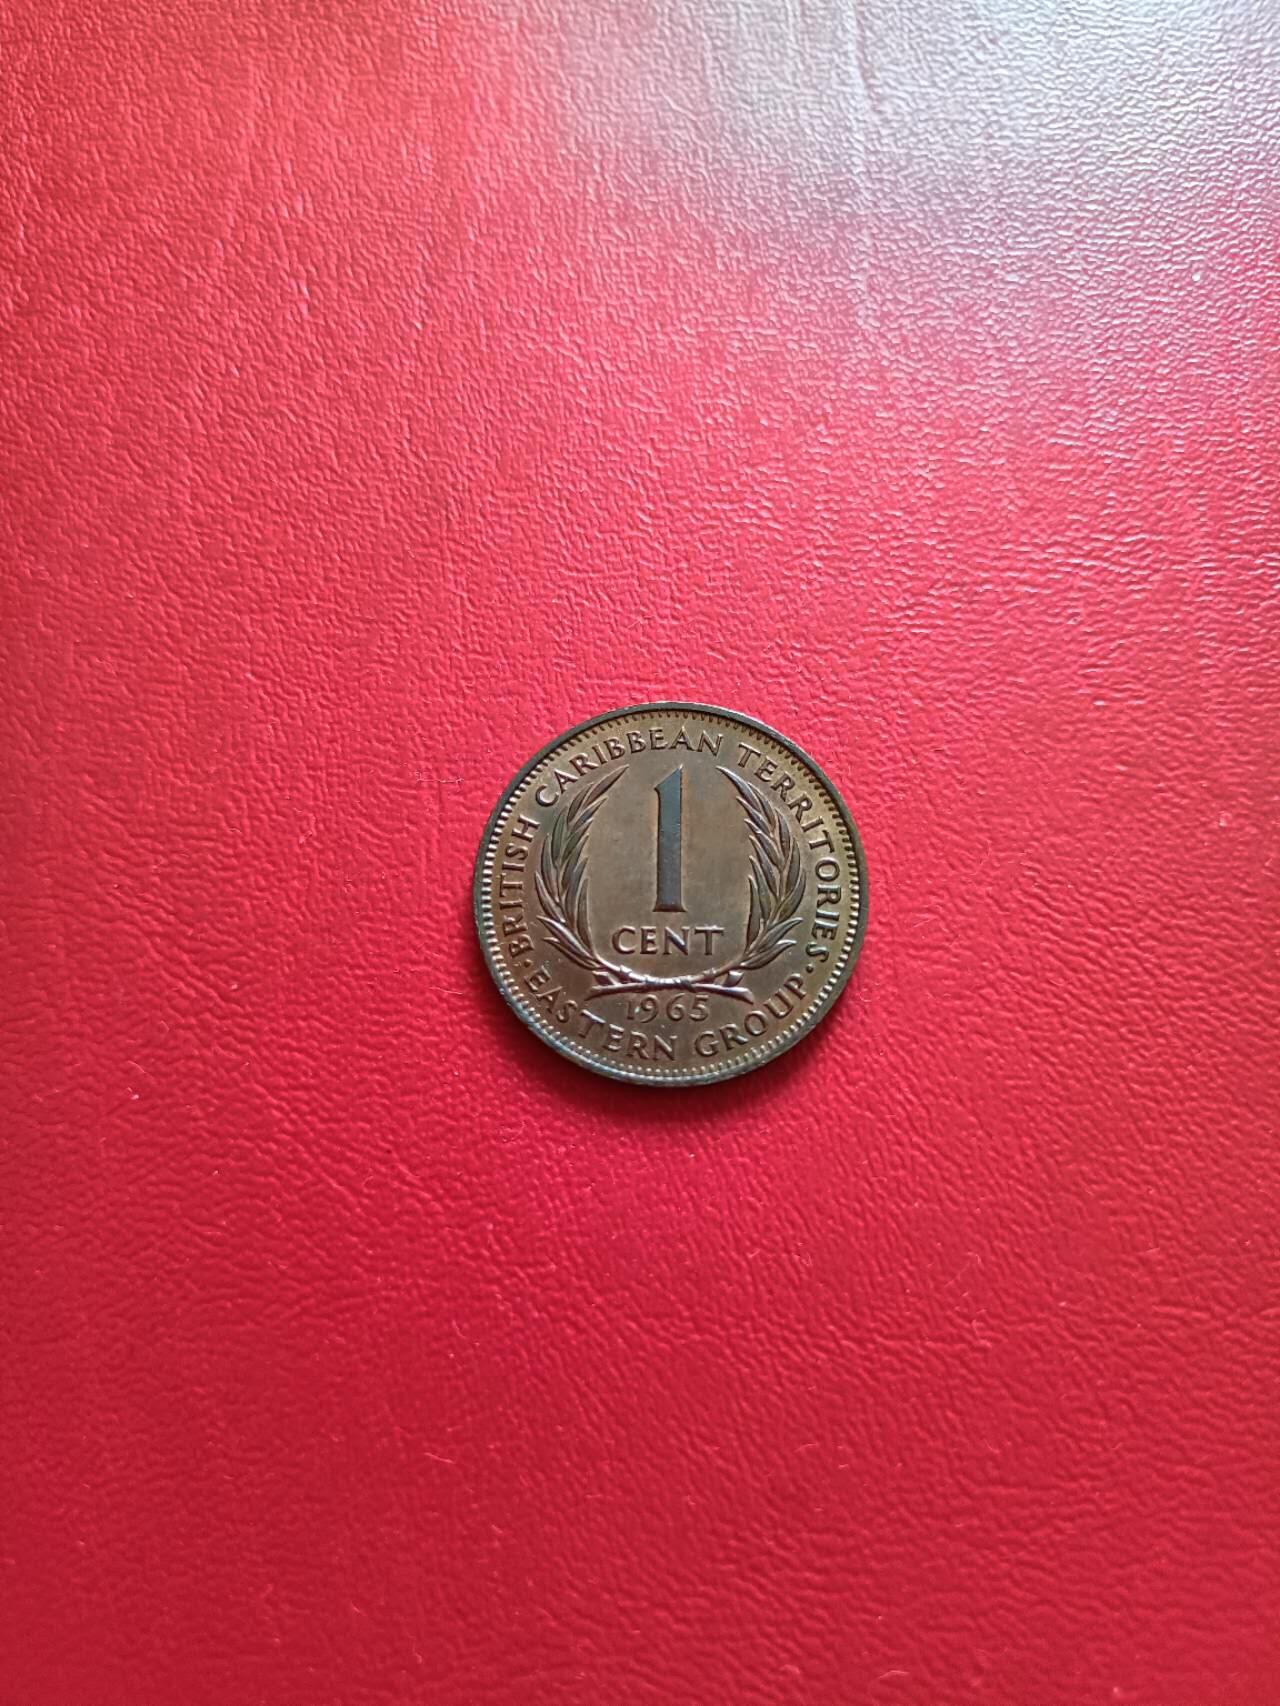 BRITISH CARIBBEAN TERRITORIES
1
CENT
1965
· EASTERN GROUP ·